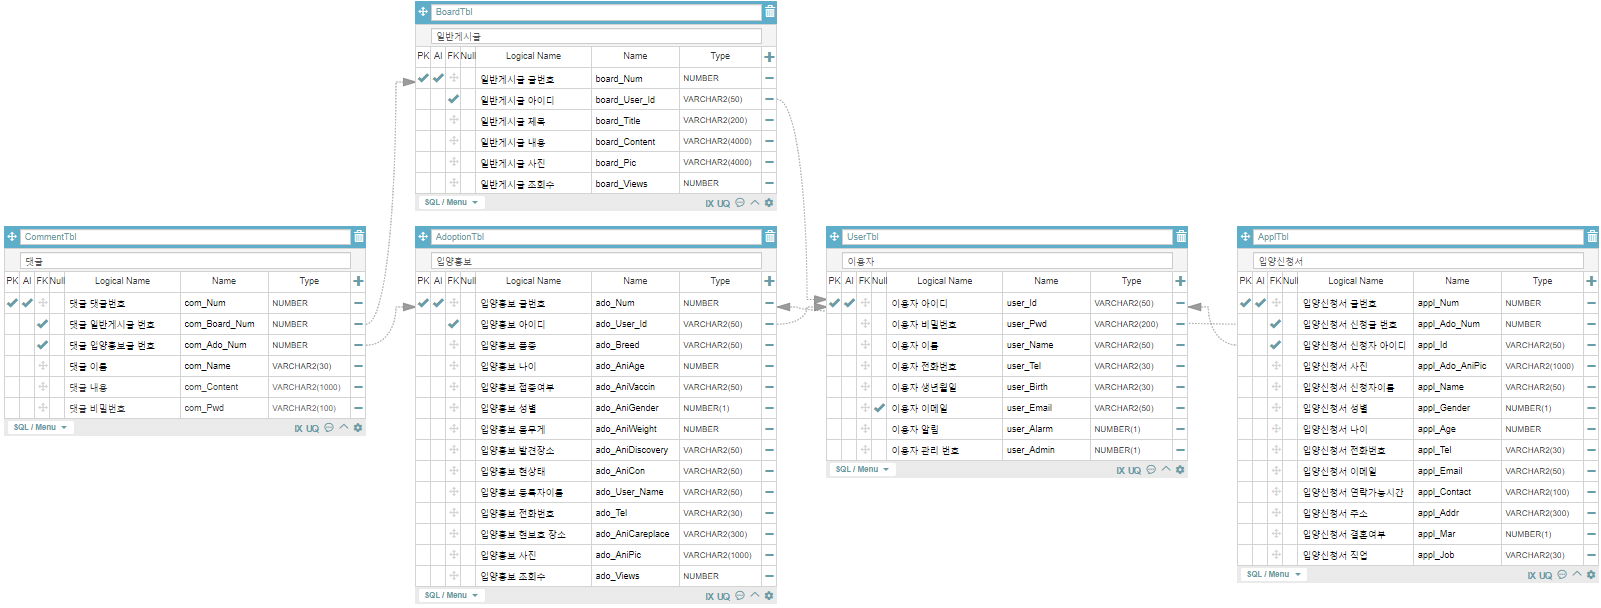 BoardTbl
일반게시글
PK AI FK Null Logical Name Name Type
일반게시글 글번호 board_Num NUMBER
일반게시글 아이디 board_User_Id VARCHAR2(50)
일반게시글 제목 board_Title VARCHAR2(200)
일반게시글 내용 board_Content VARCHAR2(4000)
일반게시글 사진 board_Pic VARCHAR2(4000)
일반게시글 조회수 board_Views NUMBER
SQL / Menu IX UQ
CommentTbl
댓글
PK AI FK Null Logical Name Name Type
댓글 댓글번호 com_Num NUMBER
댓글 일반게시글 번호 com_Board_Num NUMBER
댓글 입양홍보글 번호 com_Ado_Num NUMBER
댓글 이름 com_Name VARCHAR2(30)
댓글 내용 com_Content VARCHAR2(1000)
댓글 비밀번호 com_Pwd VARCHAR2(100)
SQL / Menu IX UQ
AdoptionTbl
입양홍보
PK AI FK Null Logical Name Name Type
입양홍보 글번호 ado_Num NUMBER
입양홍보 아이디 ado_User_Id VARCHAR2(50)
입양홍보 품종 ado_Breed VARCHAR2(50)
입양홍보 나이 ado_AniAge NUMBER
입양홍보 접종여부 ado_AniVaccin VARCHAR2(50)
입양홍보 성별 ado_AniGender NUMBER(1)
입양홍보 몸무게 ado_AniWeight NUMBER
입양홍보 발견장소 ado_AniDiscovery VARCHAR2(50)
입양홍보 현상태 ado_AniCon VARCHAR2(50)
입양홍보 등록자이름 ado_User_Name VARCHAR2(50)
입양홍보 전화번호 ado_Tel VARCHAR2(30)
입양홍보 현보호 장소 ado_AniCareplace VARCHAR2(300)
입양홍보 사진 ado_AniPic VARCHAR2(1000)
입양홍보 조회수 ado_Views NUMBER
SQL / Menu IX UQ
UserTbl
이용자
PK AI FK Null Logical Name Name Type
이용자 아이디 user_Id VARCHAR2(50)
이용자 비밀번호 user_Pwd VARCHAR2(200)
이용자 이름 user_Name VARCHAR2(50)
이용자 전화번호 user_Tel VARCHAR2(30)
이용자 생년월일 user_Birth VARCHAR2(30)
이용자 이메일 user_Email VARCHAR2(50)
이용자 알림 user_Alarm NUMBER(1)
이용자 관리 번호 user_Admin NUMBER(1)
SQL / Menu IX UQ
ApplTbl
입양신청서
PK AI FK Null Logical Name Name Type
입양신청서 글번호 appl_Num NUMBER
입양신청서 신청글 번호 appl_Ado_Num NUMBER
입양신청서 신청자 아이디 appl_Id VARCHAR2(50)
입양신청서 사진 appl_Ado_AniPic VARCHAR2(1000)
입양신청서 신청자이름 appl_Name VARCHAR2(50)
입양신청서 성별 appl_Gender NUMBER(1)
입양신청서 나이 appl_Age NUMBER
입양신청서 전화번호 appl_Tel VARCHAR2(30)
입양신청서 이메일 appl_Email VARCHAR2(50)
입양신청서 연락가능시간 appl_Contact VARCHAR2(100)
입양신청서 주소 appl_Addr VARCHAR2(300)
입양신청서 결혼여부 appl_Mar NUMBER(1)
입양신청서 직업 appl_Job VARCHAR2(30)
SQL / Menu IX UQ